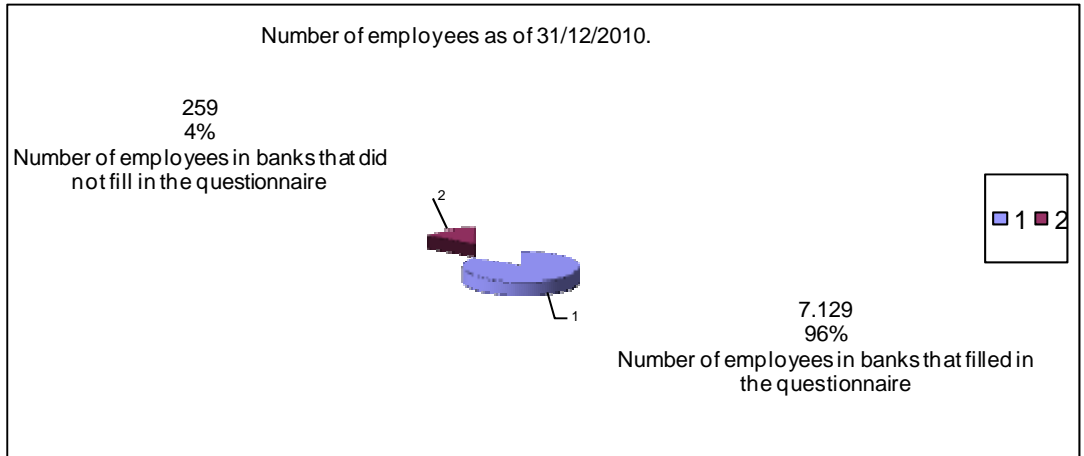 Number of employees as of 31/12/2010.
259
4%
Number of employees in banks that did
not fill in the questionnaire
2
1 2
1
7.129
96%
Number of employees in banks that filled in
the questionnaire